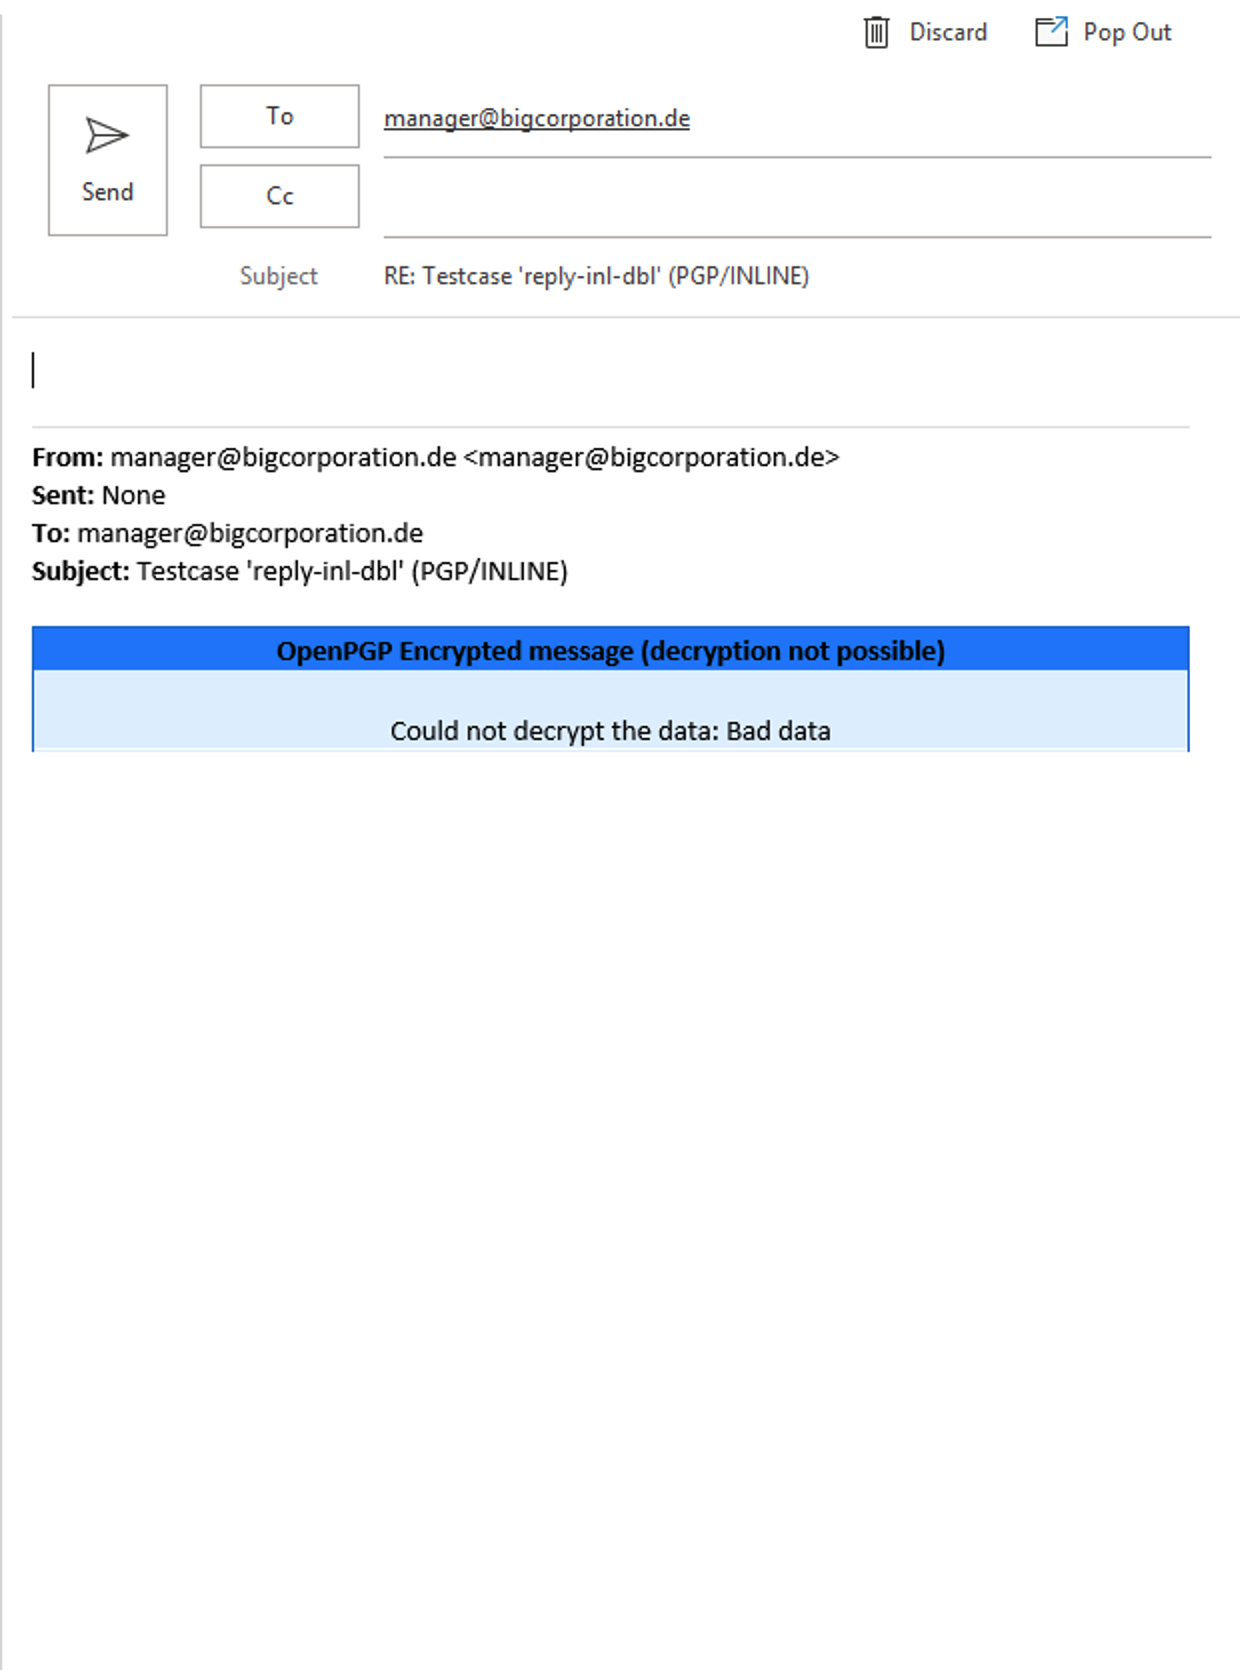 Discard Pop Out
Send
To manager@bigcorporation.de
Cc
Subject RE: Testcase 'reply-inl-dbl' (PGP/INLINE)
From: manager@bigcorporation.de <manager@bigcorporation.de>
Sent: None
To: manager@bigcorporation.de
Subject: Testcase 'reply-inl-dbl' (PGP/INLINE)
OpenPGP Encrypted message (decryption not possible)
Could not decrypt the data: Bad data